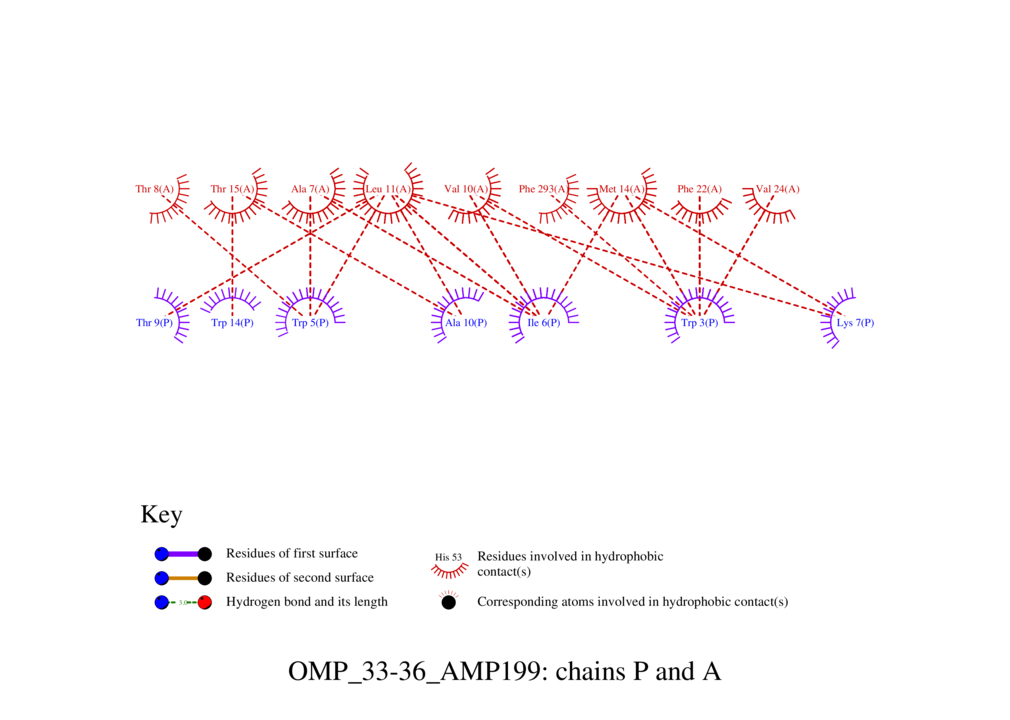 Thr 8(A) Thr 15(A) Ala 7(A) Leu 11(A) Val 10(A) Phe 293(A) Met 14(A) Phe 22(A) Val 24(A)
Thr 9(P) Trp 14(P) Trp 5(P) Ala 10(P) Ile 6(P) Trp 3(P) Lys 7(P)
Key
Residues of first surface
Residues of second surface
3.0 Hydrogen bond and its length
His 53 Residues involved in hydrophobic
contact(s)
Corresponding atoms involved in hydrophobic contact(s)
OMP_33-36_AMP199: chains P and A